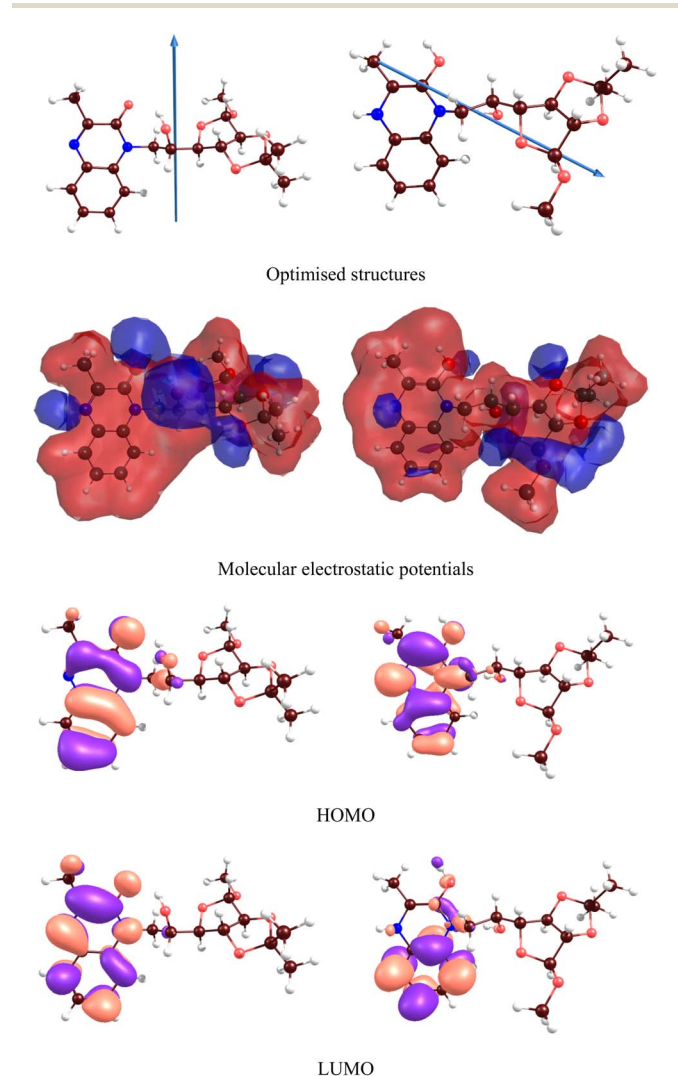 Optimised structures
Molecular electrostatic potentials
HOMO
LUMO